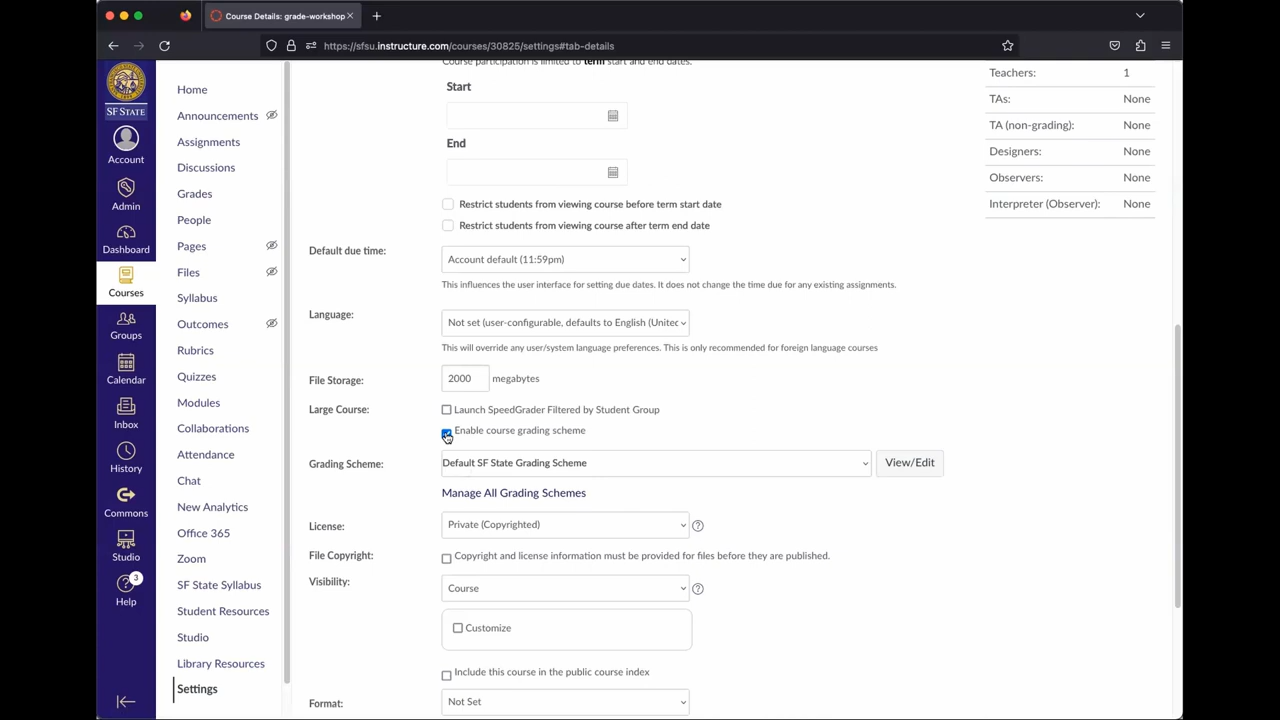 Course Details: grade-workshop
https://sfsu.instructure.com/courses/30825/settings#tab-details
SF STATE
Account
Admin
Dashboard
Courses
Groups
Calendar
Inbox
History
Commons
Studio
3
Help
Home
Announcements
Assignments
Discussions
Grades
People
Pages
Files
Syllabus
Outcomes
Rubrics
Quizzes
Modules
Collaborations
Attendance
Chat
New Analytics
Office 365
Zoom
SF State Syllabus
Student Resources
Studio
Library Resources
Settings
Course participation is limited to term start and end dates.
Start
End
Restrict students from viewing course before term start date
Restrict students from viewing course after term end date
Default due time: Account default (11:59pm)
This influences the user interface for setting due dates. It does not change the time due for any existing assignments.
Language: Not set (user-configurable, defaults to English (United
This will override any user/system language preferences. This is only recommended for foreign language courses
File Storage: 2000 megabytes
Large Course: Launch SpeedGrader Filtered by Student Group
Enable course grading scheme
Grading Scheme: Default SF State Grading Scheme View/Edit
Manage All Grading Schemes
License: Private (Copyrighted)
File Copyright: Copyright and license information must be provided for files before they are published.
Visibility: Course
Customize
Include this course in the public course index
Format: Not Set
Teachers: 1
TAs: None
TA (non-grading): None
Designers: None
Observers: None
Interpreter (Observer): None